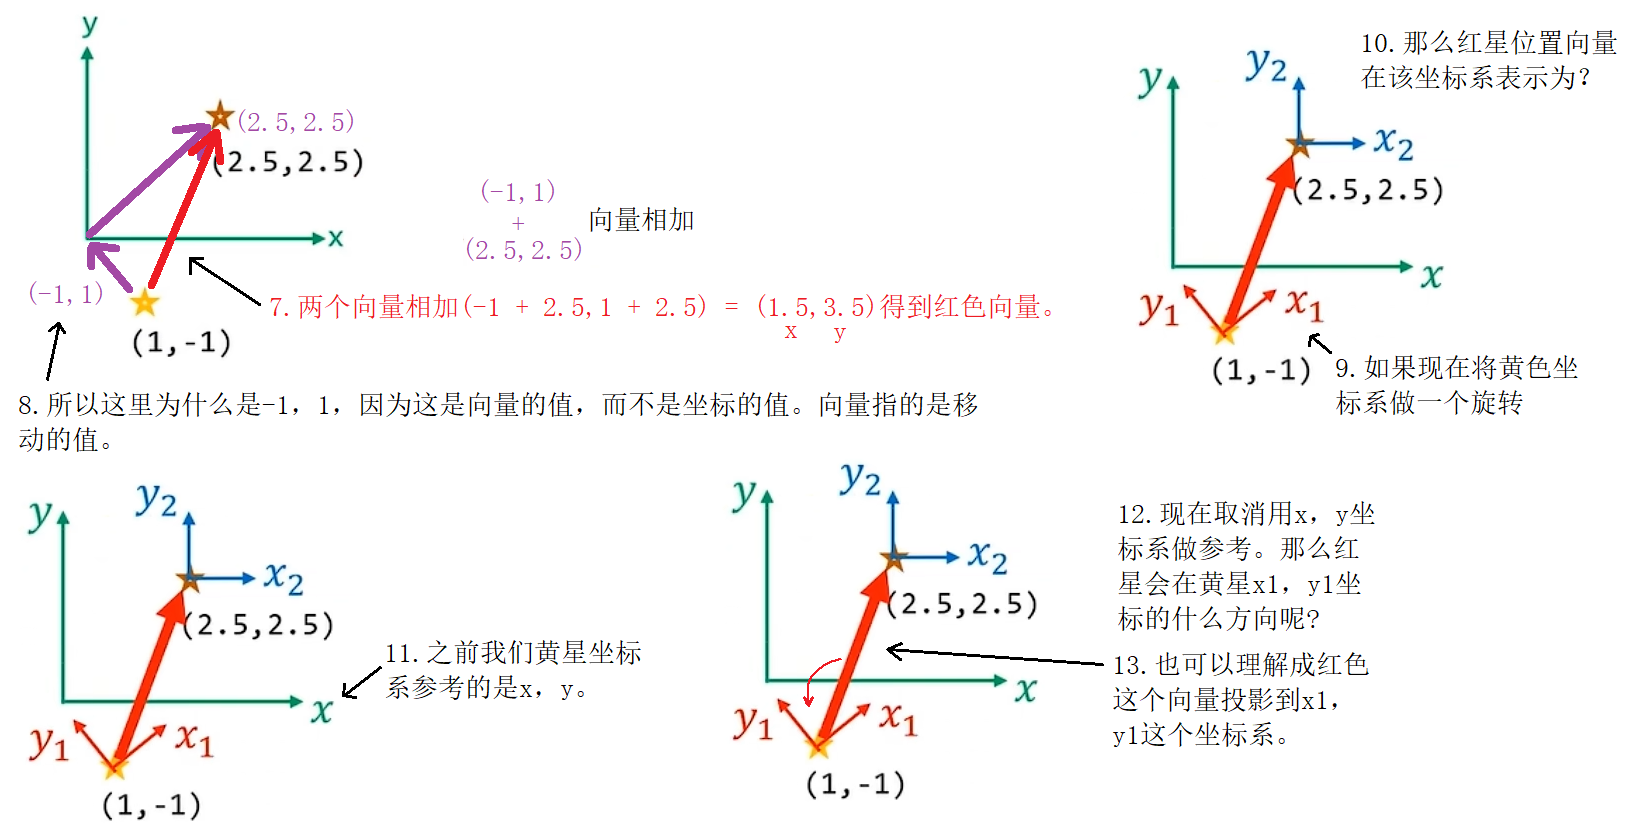 y
(2.5,2.5)
(2.5,2.5)
(-1,1)
+
(2.5,2.5)
向量相加
x
(-1,1)
7.两个向量相加(-1 + 2.5,1 + 2.5) = (1.5,3.5)得到红色向量。
x y
(1,-1)
8.所以这里为什么是-1，1，因为这是向量的值，而不是坐标的值。向量指的是移
动的值。
10.那么红星位置向量
在该坐标系表示为？
y
y2
x2
(2.5,2.5)
x
y1
x1
(1,-1)
9.如果现在将黄色坐
标系做一个旋转
y
y2
x2
(2.5,2.5)
11.之前我们黄星坐标
系参考的是x，y。
x
y1
x1
(1,-1)
y
y2
x2
(2.5,2.5)
x
y1
x1
(1,-1)
12.现在取消用x，y坐
标系做参考。那么红
星会在黄星x1，y1坐
标的什么方向呢?
13.也可以理解成红色
这个向量投影到x1，
y1这个坐标系。